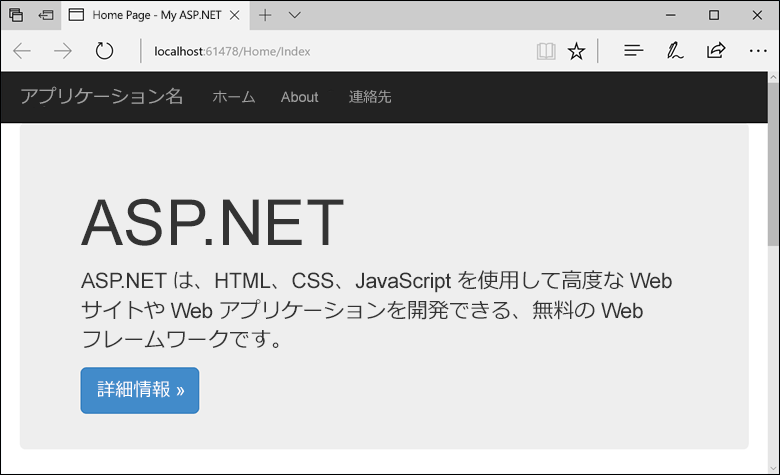 Home Page - My ASP.NET
localhost:61478/Home/Index
アプリケーション名 ホーム About 連絡先
ASP.NET
ASP.NET は、HTML、CSS、JavaScript を使用して高度な Web
サイトや Web アプリケーションを開発できる、無料の Web
フレームワークです。
詳細情報 »